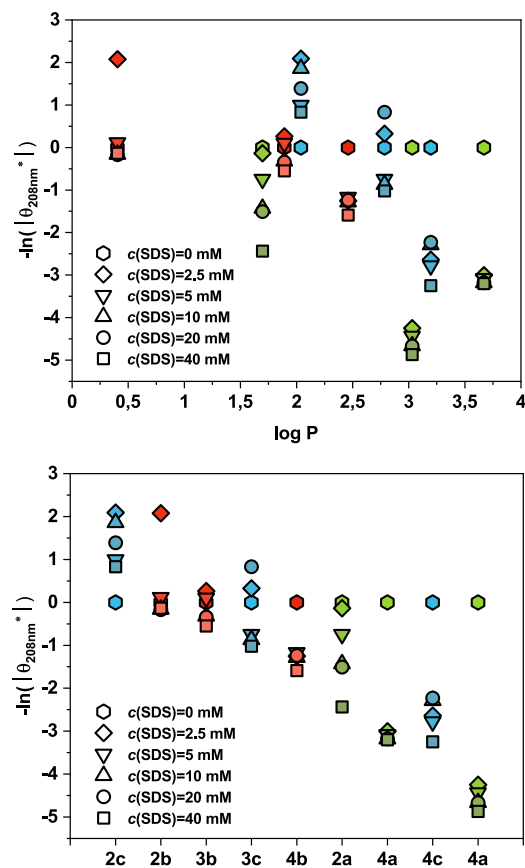 -ln(|θ208nm*|)
2
1
0
-1
-2
-3
-4
-5
c(SDS)=0 mM
c(SDS)=2.5 mM
c(SDS)=5 mM
c(SDS)=10 mM
c(SDS)=20 mM
c(SDS)=40 mM
0 0,5 1 1,5 2 2,5 3 3,5 4
log P
-ln(|θ208nm*|)
2
1
0
-1
-2
-3
-4
-5
c(SDS)=0 mM
c(SDS)=2.5 mM
c(SDS)=5 mM
c(SDS)=10 mM
c(SDS)=20 mM
c(SDS)=40 mM
2c 2b 3b 3c 4b 2a 4a 4c 4a